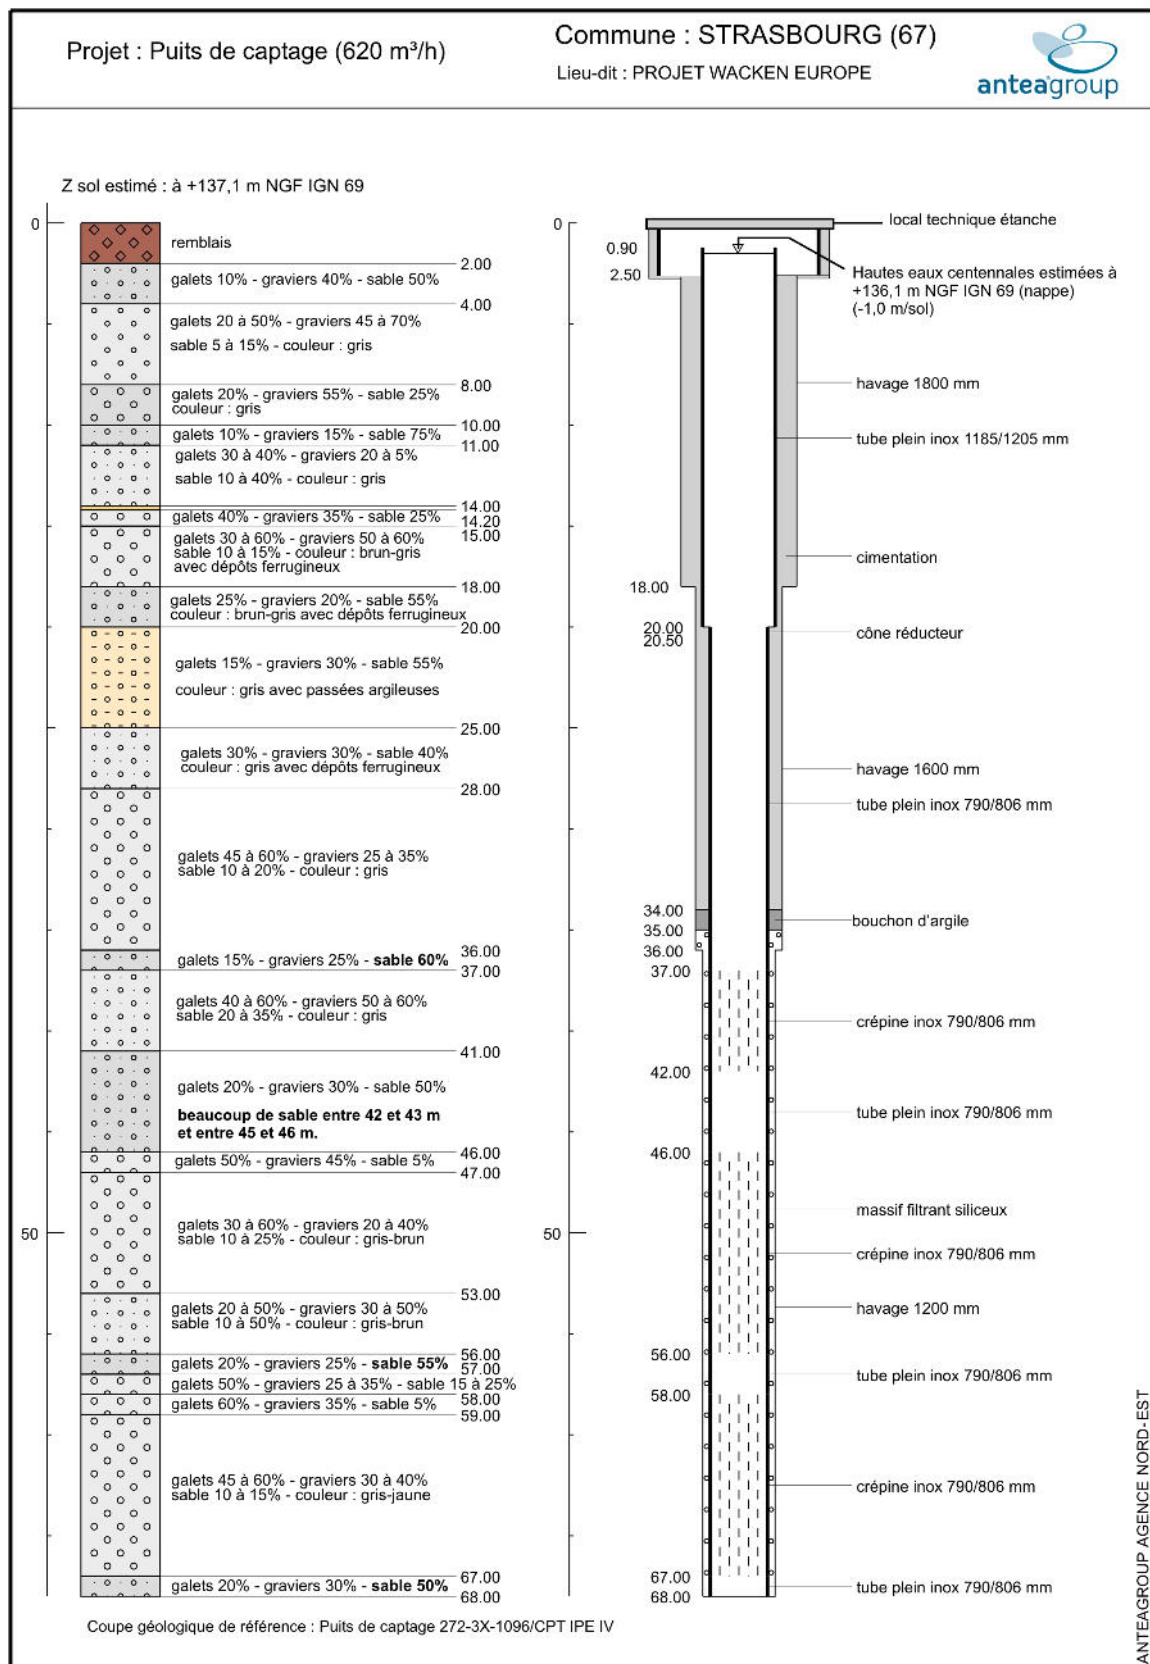 Projet : Puits de captage (620 m³/h)
Commune : STRASBOURG (67)
Lieu-dit : PROJET WACKEN EUROPE
anteagroup
Z sol estimé : à +137,1 m NGF IGN 69
0
remblais
2.00
galets 10% - graviers 40% - sable 50%
4.00
galets 20 à 50% - graviers 45 à 70%
sable 5 à 15% - couleur : gris
8.00
galets 20% - graviers 55% - sable 25%
couleur : gris
10.00
galets 10% - graviers 15% - sable 75%
11.00
galets 30 à 40% - graviers 20 à 5%
sable 10 à 40% - couleur : gris
14.00
galets 40% - graviers 35% - sable 25%
14.20
15.00
galets 30 à 60% - graviers 50 à 60%
sable 10 à 15% - couleur : brun-gris
avec dépôts ferrugineux
18.00
galets 25% - graviers 20% - sable 55%
couleur : brun-gris avec dépôts ferrugineux
20.00
galets 15% - graviers 30% - sable 55%
couleur : gris avec passées argileuses
25.00
galets 30% - graviers 30% - sable 40%
couleur : gris avec dépôts ferrugineux
28.00
galets 45 à 60% - graviers 25 à 35%
sable 10 à 20% - couleur : gris
36.00
galets 15% - graviers 25% - sable 60%
37.00
galets 40 à 60% - graviers 50 à 60%
sable 20 à 35% - couleur : gris
41.00
galets 20% - graviers 30% - sable 50%
beaucoup de sable entre 42 et 43 m
et entre 45 et 46 m.
46.00
galets 50% - graviers 45% - sable 5%
47.00
50
galets 30 à 60% - graviers 20 à 40%
sable 10 à 25% - couleur : gris-brun
53.00
galets 20 à 50% - graviers 30 à 50%
sable 10 à 50% - couleur : gris-brun
56.00
galets 20% - graviers 25% - sable 55%
57.00
galets 50% - graviers 25 à 35% - sable 15 à 25%
58.00
galets 60% - graviers 35% - sable 5%
59.00
galets 45 à 60% - graviers 30 à 40%
sable 10 à 15% - couleur : gris-jaune
67.00
galets 20% - graviers 30% - sable 50%
68.00
Coupe géologique de référence : Puits de captage 272-3X-1096/CPT IPE IV
0
local technique étanche
0.90
2.50
Hautes eaux centennales estimées à
+136,1 m NGF IGN 69 (nappe)
(-1,0 m/sol)
havage 1800 mm
tube plein inox 1185/1205 mm
cimentation
18.00
20.00
20.50
cône réducteur
havage 1600 mm
tube plein inox 790/806 mm
34.00
bouchon d'argile
35.00
36.00
37.00
crépine inox 790/806 mm
42.00
tube plein inox 790/806 mm
46.00
massif filtrant siliceux
50
crépine inox 790/806 mm
havage 1200 mm
56.00
tube plein inox 790/806 mm
58.00
crépine inox 790/806 mm
67.00
tube plein inox 790/806 mm
68.00
ANTEAGROUP AGENCE NORD-EST